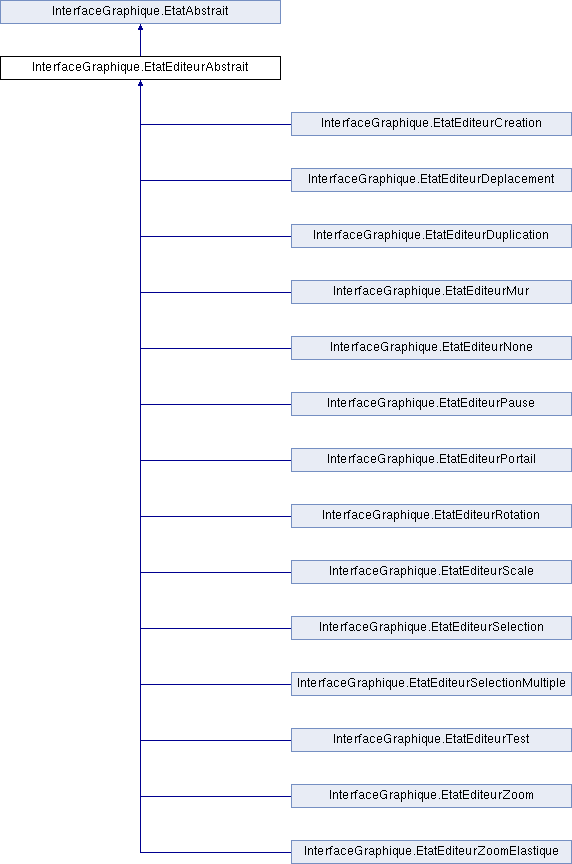 InterfaceGraphique.EtatAbstrait
InterfaceGraphique.EtatEditeurAbstrait
InterfaceGraphique.EtatEditeurCreation
InterfaceGraphique.EtatEditeurDeplacement
InterfaceGraphique.EtatEditeurDuplication
InterfaceGraphique.EtatEditeurMur
InterfaceGraphique.EtatEditeurNone
InterfaceGraphique.EtatEditeurPause
InterfaceGraphique.EtatEditeurPortail
InterfaceGraphique.EtatEditeurRotation
InterfaceGraphique.EtatEditeurScale
InterfaceGraphique.EtatEditeurSelection
InterfaceGraphique.EtatEditeurSelectionMultiple
InterfaceGraphique.EtatEditeurTest
InterfaceGraphique.EtatEditeurZoom
InterfaceGraphique.EtatEditeurZoomElastique